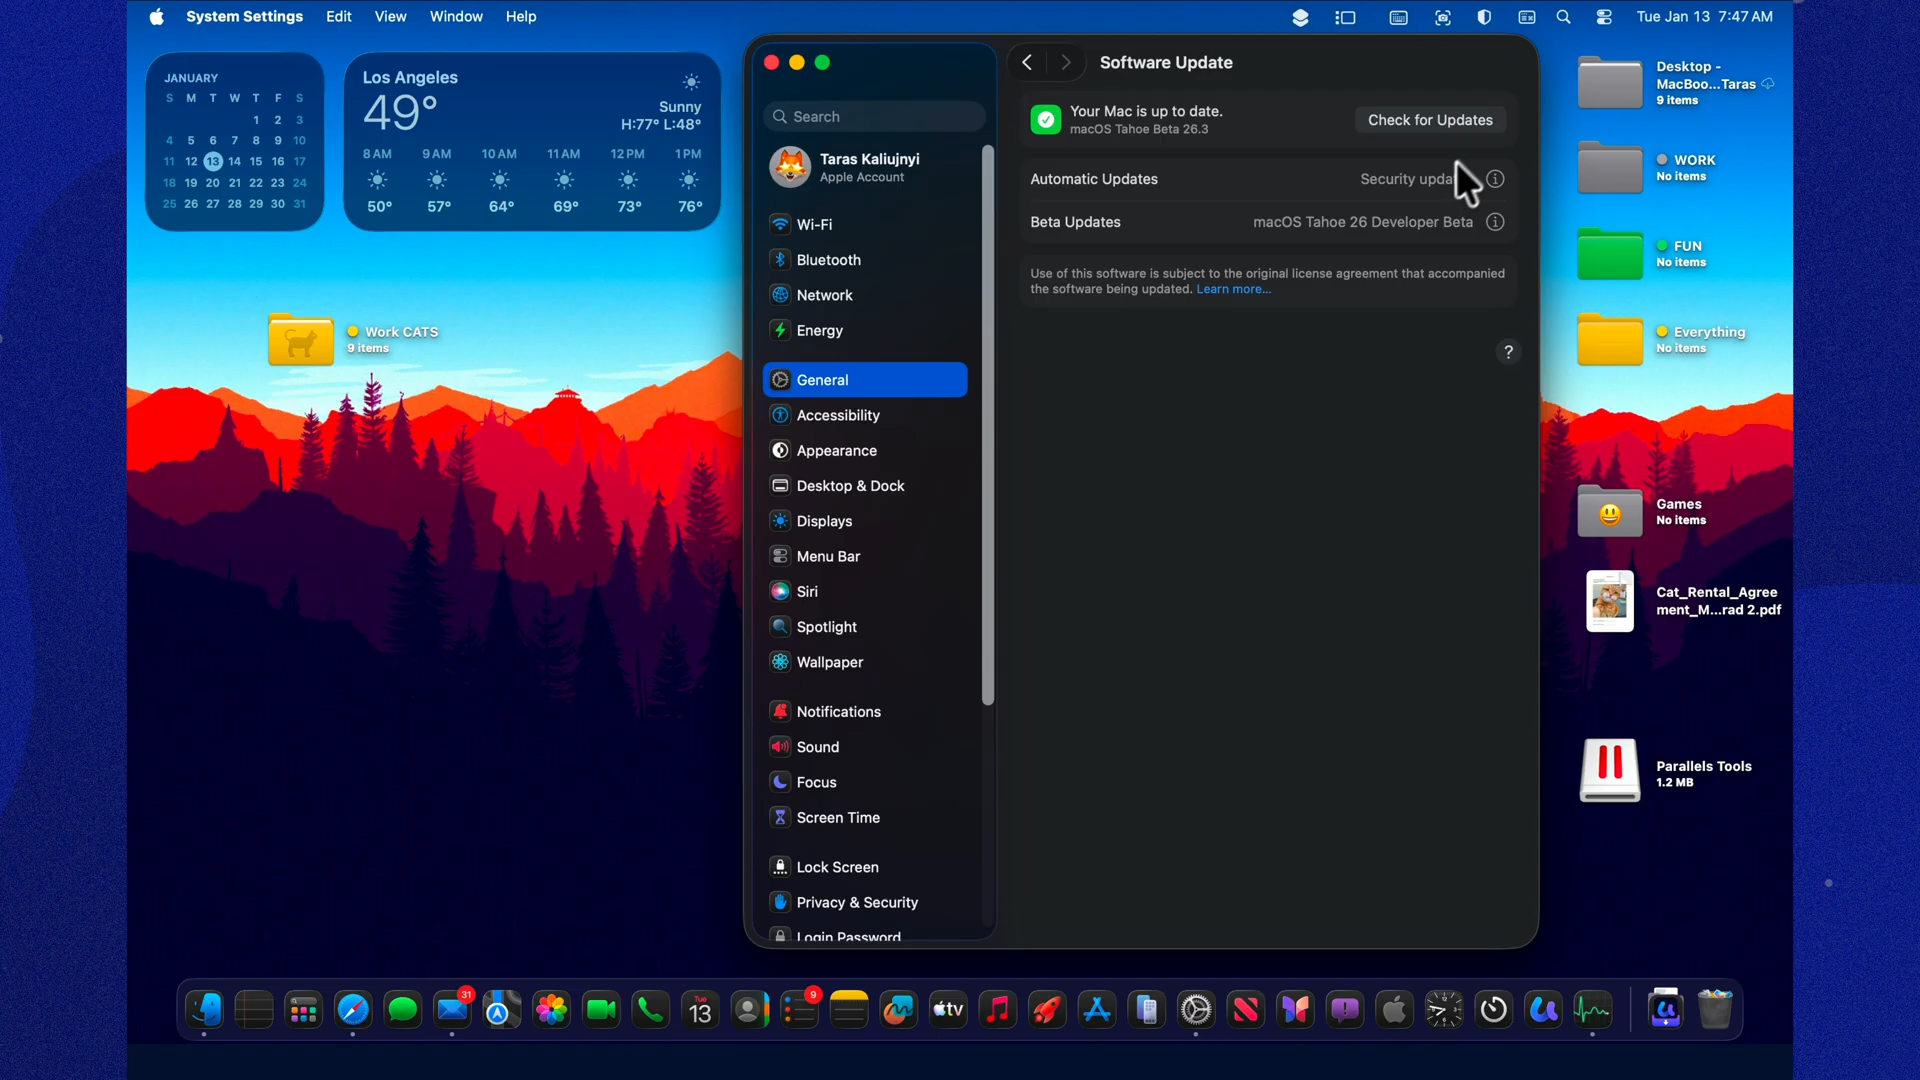 System Settings Edit View Window Help
Tue Jan 13 7:47 AM
JANUARY
S M T W T F S
1 2 3
4 5 6 7 8 9 10
11 12 13 14 15 16 17
18 19 20 21 22 23 24
25 26 27 28 29 30 31
Los Angeles
49°
Sunny
H:77° L:48°
8 AM 9 AM 10 AM 11 AM 12 PM 1 PM
50° 57° 64° 69° 73° 76°
Work CATS
9 items
Search
Taras Kaliujnyi
Apple Account
Wi-Fi
Bluetooth
Network
Energy
General
Accessibility
Appearance
Desktop & Dock
Displays
Menu Bar
Siri
Spotlight
Wallpaper
Notifications
Sound
Focus
Screen Time
Lock Screen
Privacy & Security
Login Password
Software Update
Your Mac is up to date.
macOS Tahoe Beta 26.3
Check for Updates
Automatic Updates
Security upda
Beta Updates
macOS Tahoe 26 Developer Beta
Use of this software is subject to the original license agreement that accompanied
the software being updated. Learn more...
?
Desktop -
MacBoo...Taras
9 items
WORK
No items
FUN
No items
Everything
No items
Games
No items
Cat_Rental_Agree
ment_M...rad 2.pdf
Parallels Tools
1.2 MB
31
Tue
13
9
tv